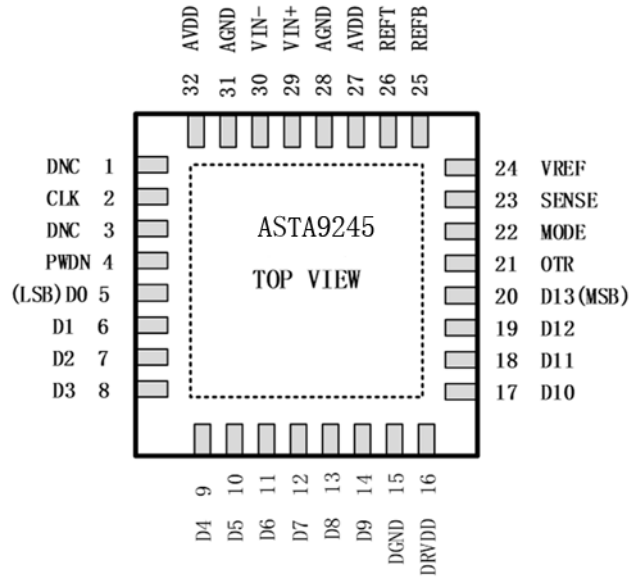 AVDD AGND VIN- VIN+ AGND AVDD REFT REFB
32 31 30 29 28 27 26 25
DNC 1
CLK 2
DNC 3
PWDN 4
(LSB)D0 5
D1 6
D2 7
D3 8
ASTA9245
TOP VIEW
24 VREF
23 SENSE
22 MODE
21 OTR
20 D13(MSB)
19 D12
18 D11
17 D10
9 10 11 12 13 14 15 16
D4 D5 D6 D7 D8 D9 DGND DRVDD